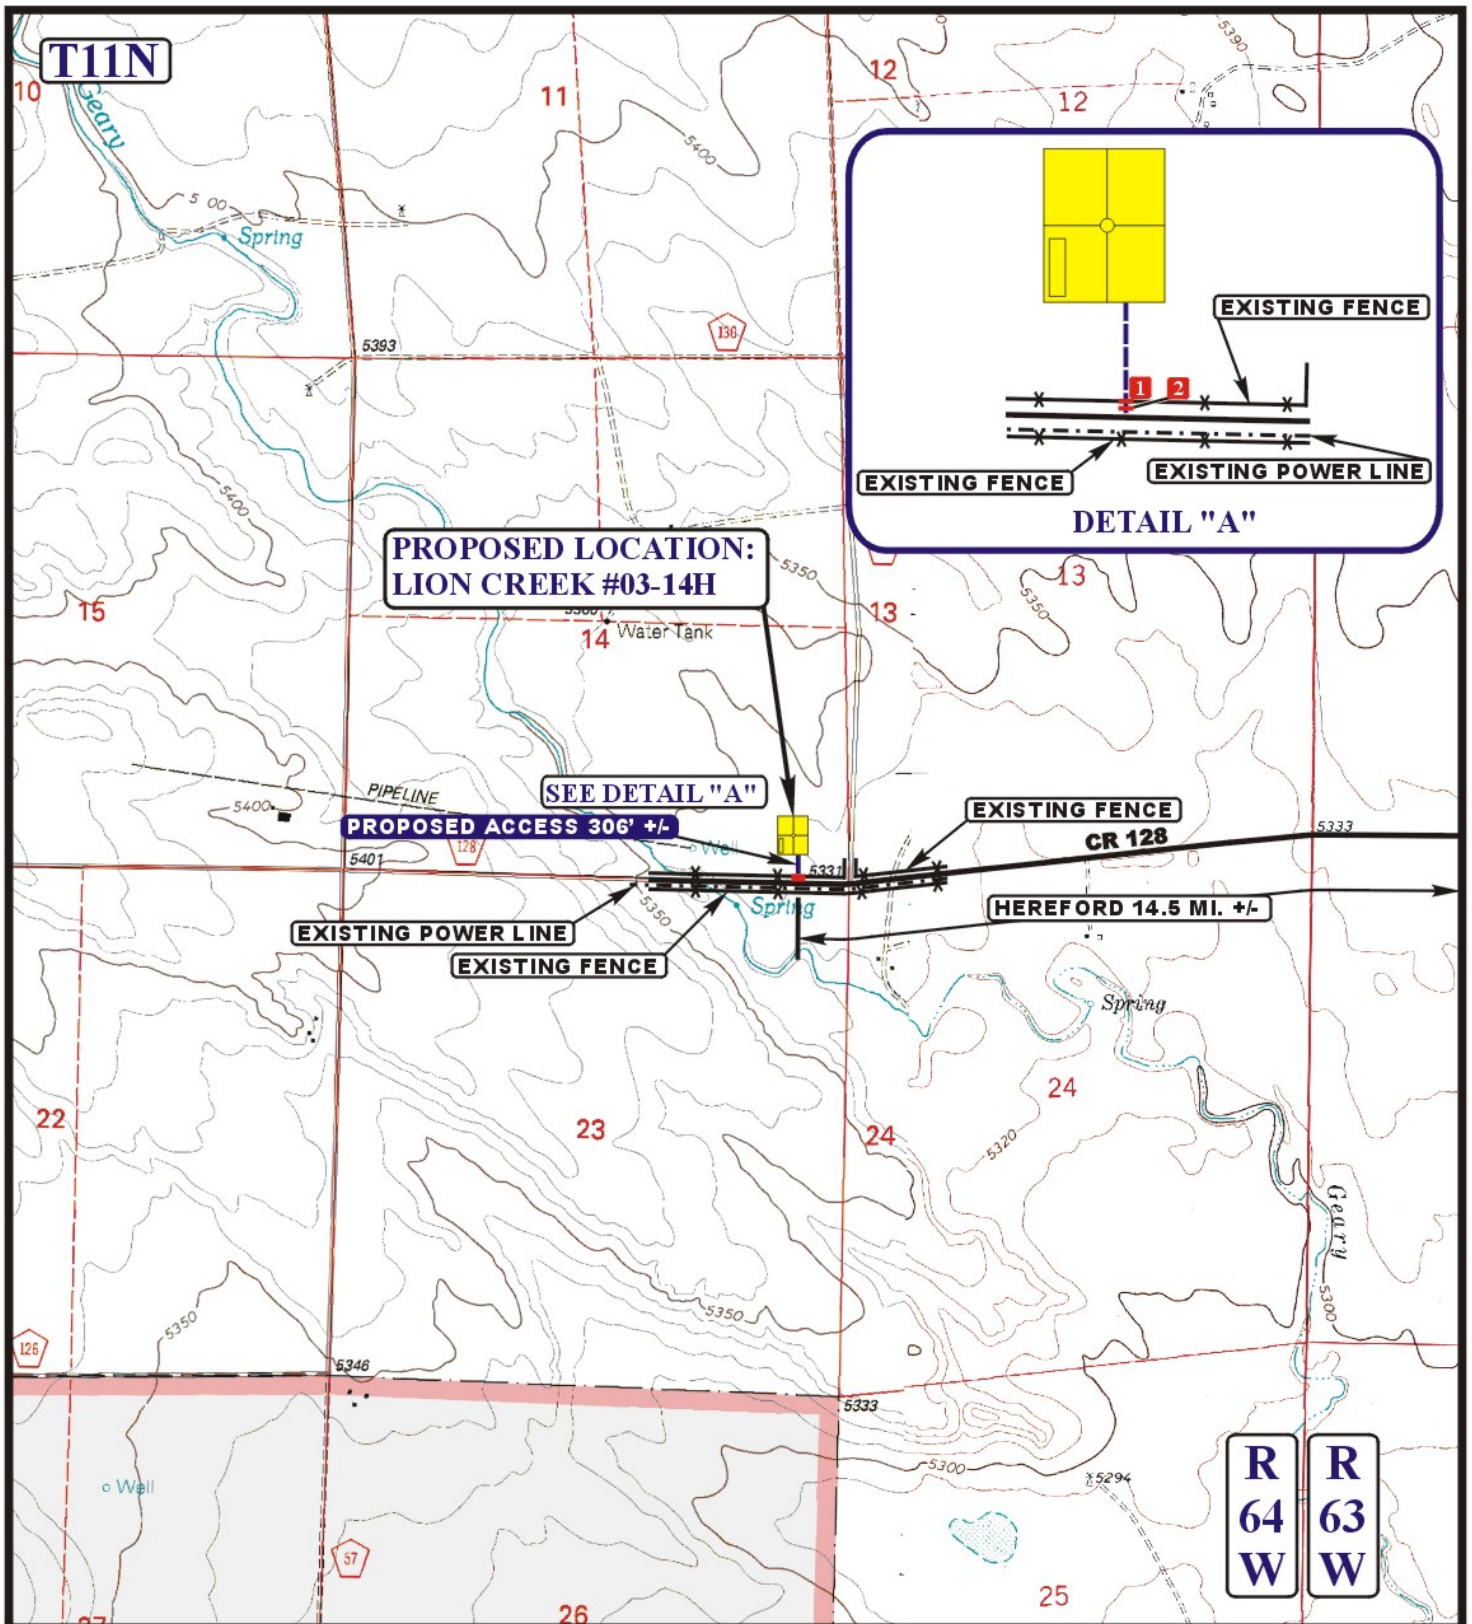 T11N
10
11
12
12
5390
Geary
5400
5 00
Spring
136
5393
EXISTING FENCE
1
2
EXISTING FENCE
EXISTING POWER LINE
DETAIL "A"
5400
PROPOSED LOCATION:
LION CREEK #03-14H
5350
13
5350
15
13
14
Water Tank
PIPELINE
SEE DETAIL "A"
5400
EXISTING FENCE
PROPOSED ACCESS 306' +/-
CR 128
5333
128
Well
5401
5331
5350
Spring
HEREFORD 14.5 MI. +/-
EXISTING POWER LINE
EXISTING FENCE
Spring
22
23
24
24
5320
Geary
5300
5350
5350
126
5346
5333
5300
5294
Well
R
64
W
R
63
W
57
25
26